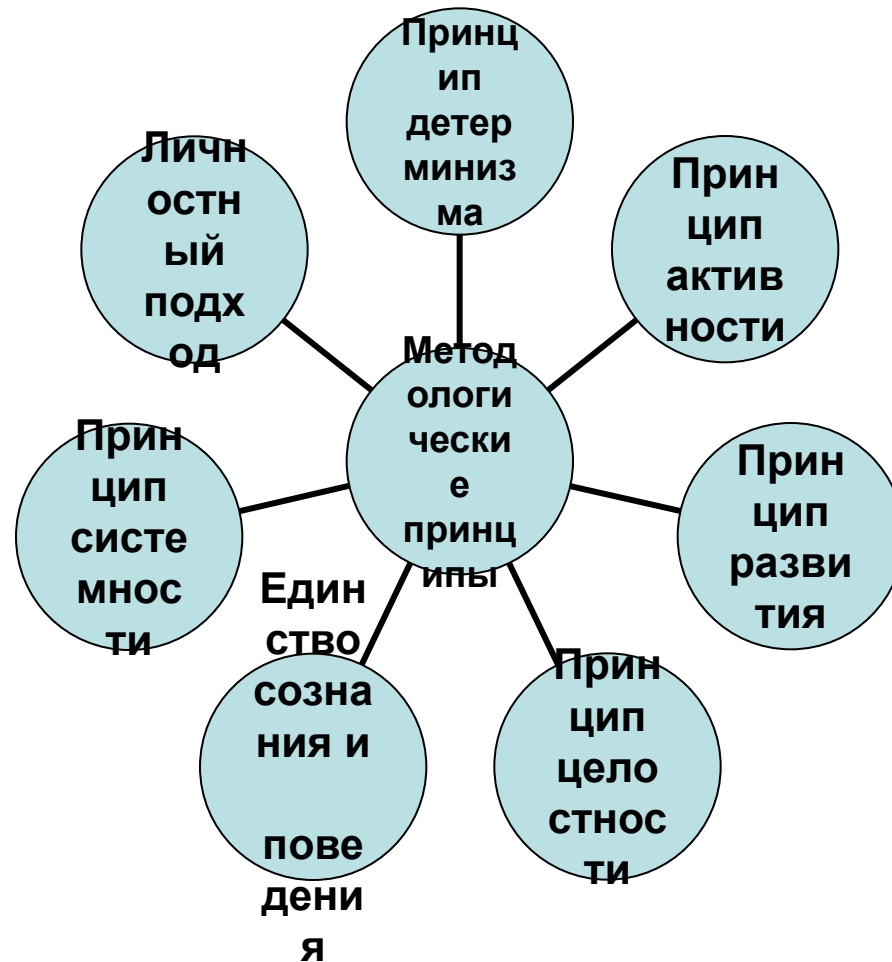 Принц
ип
детер
миниз
ма
Принь
цип
актив
ности
Прин
цип
разви
тия
Прин
цип
цело
стнос
ти
Един
ство
созна
ния и
пове
дени
я
Прин
цип
систе
мнос
ти
Личн
остн
ый
подх
од
Метод
ологи
чески
е
принц
ипы